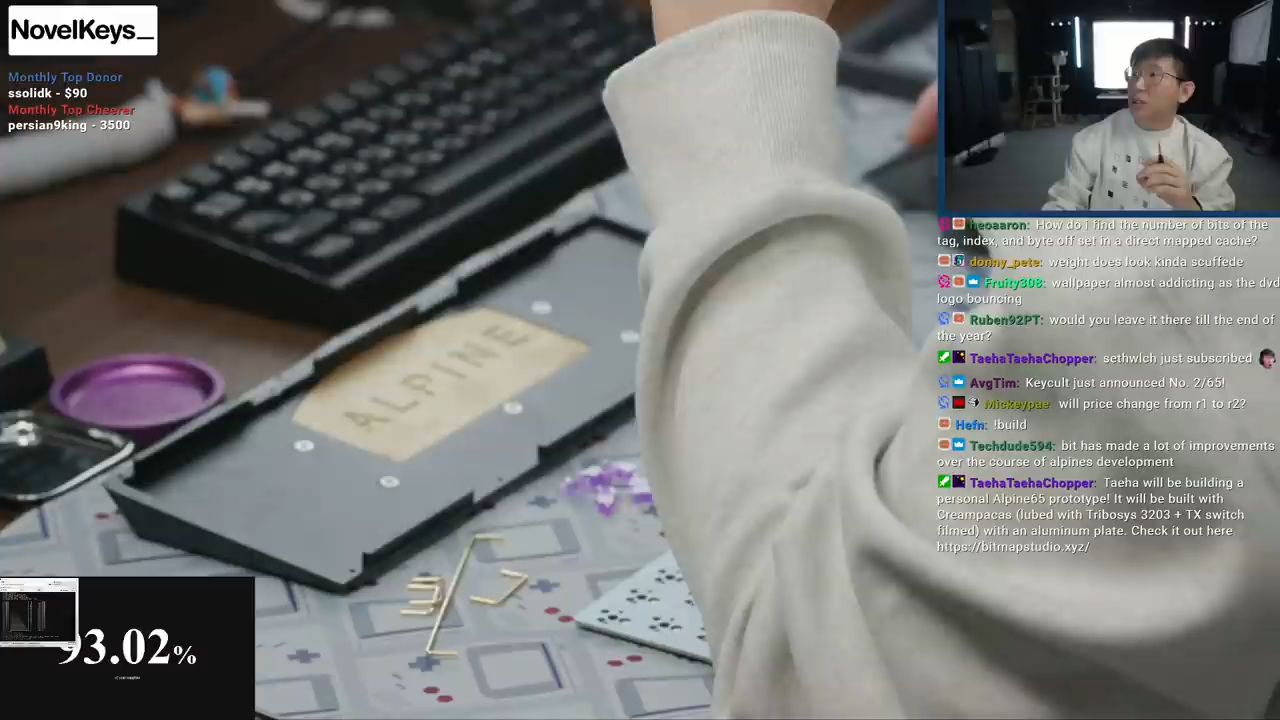 NovelKeys_
Monthly Top Donor
ssolidk - $90
Monthly Top Cheerer
persian9king - 3500
ALPINE
93.02%
heoaaron: How do i find the number of bits of the
tag, index, and byte off set in a direct mapped cache?
donny_pete: weight does look kinda scuffede
Fruity308: wallpaper almost addicting as the dvd
logo bouncing
Ruben92PT: would you leave it there till the end of
the year?
TaehaTaehaChopper: sethwlch just subscribed
AvgTim: Keycult just announced No. 2/65!
Mickeypae: will price change from r1 to r2?
Hefn: !build
Techdude594: bit has made a lot of improvements
over the course of alpines development
TaehaTaehaChopper: Taeha will be building a
personal Alpine65 prototype! It will be built with
Creampacas (lubed with Tribosys 3203 + TX switch
filmed) with an aluminum plate. Check it out here
https://bitmapstudio.xyz/